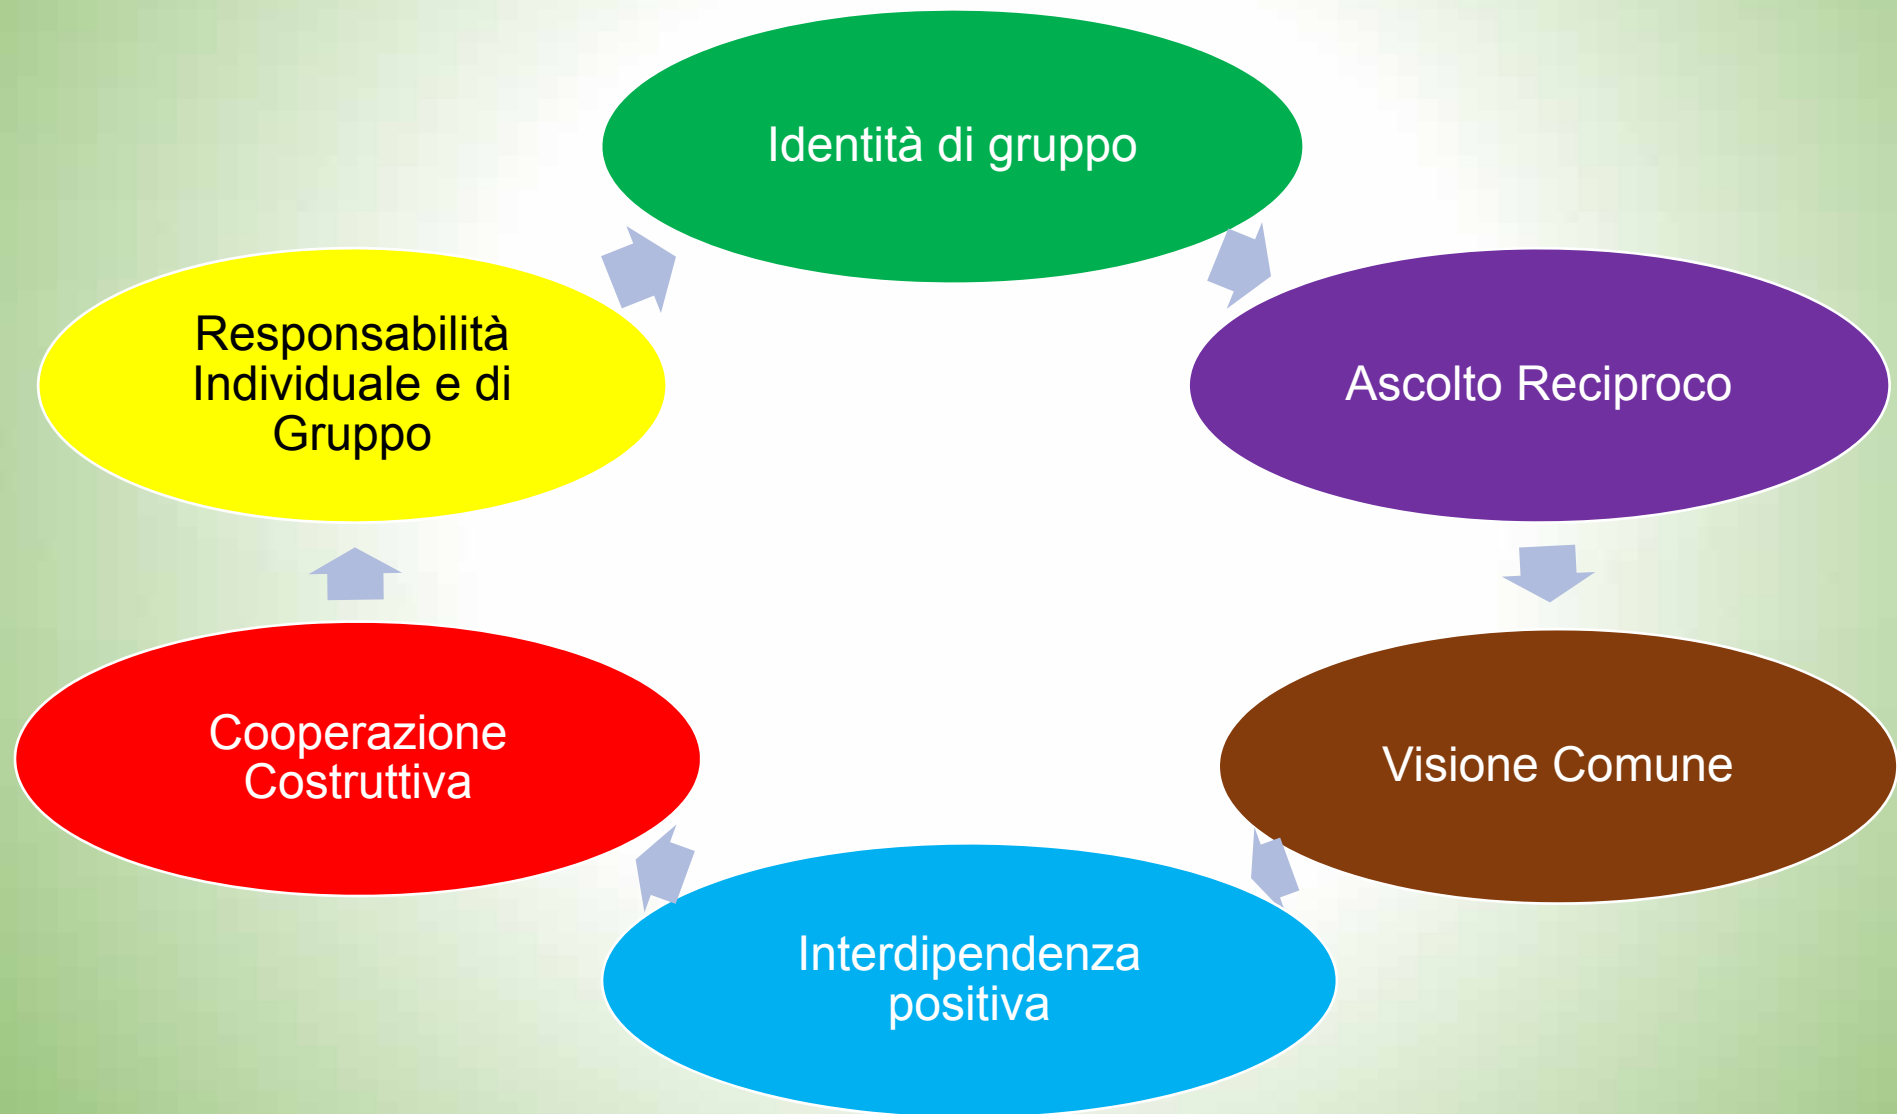 Identità di gruppo
Ascolto Reciproco
Visione Comune
Interdipendenza
positiva
Cooperazione
Costruttiva
Responsabilità
Individuale e di
Gruppo